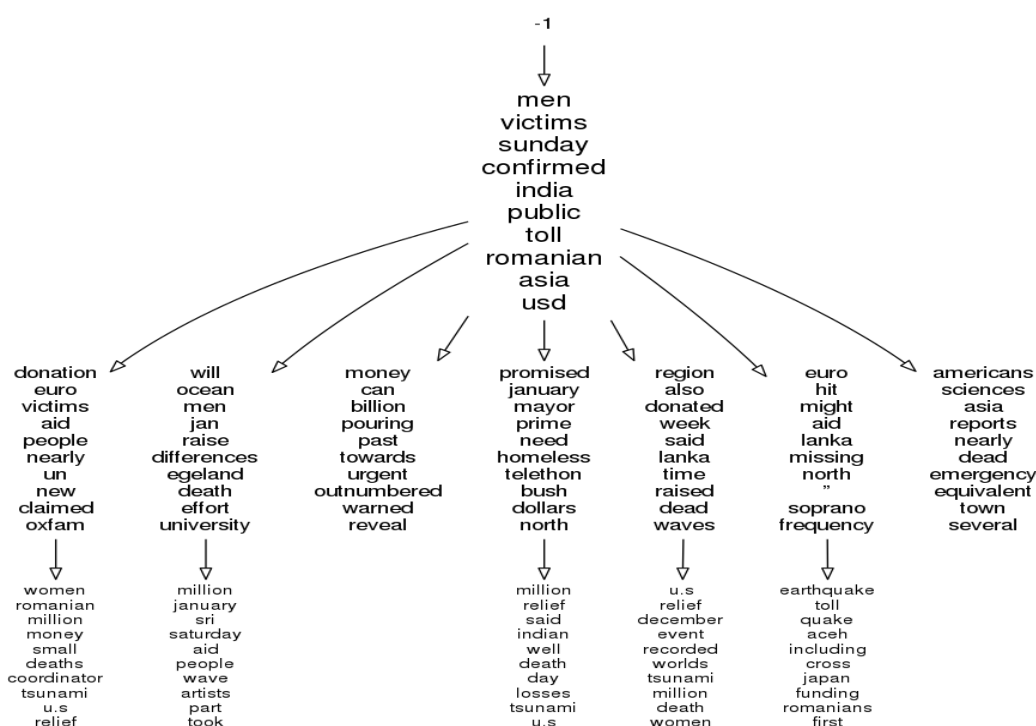 -1
men
victims
sunday
confirmed
india
public
toll
romanian
asia
usd
donation
euro
victims
aid
people
nearly
un
new
claimed
oxfam
will
ocean
men
jan
raise
differences
egeland
death
effort
university
money
can
billion
pouring
past
towards
urgent
outnumbered
warned
reveal
promised
january
mayor
prime
need
homeless
telethon
bush
dollars
north
region
also
donated
week
said
lanka
time
raised
dead
waves
euro
hit
might
aid
lanka
missing
north
”
soprano
frequency
americans
sciences
asia
reports
nearly
dead
emergency
equivalent
town
several
women
romanian
million
money
small
deaths
coordinator
tsunami
u.s
relief
million
january
sri
saturday
aid
people
wave
artists
part
took
million
relief
said
indian
well
death
day
losses
tsunami
u.s
u.s
relief
december
event
recorded
worlds
tsunami
million
death
women
earthquake
toll
quake
aceh
including
cross
japan
funding
romanians
first